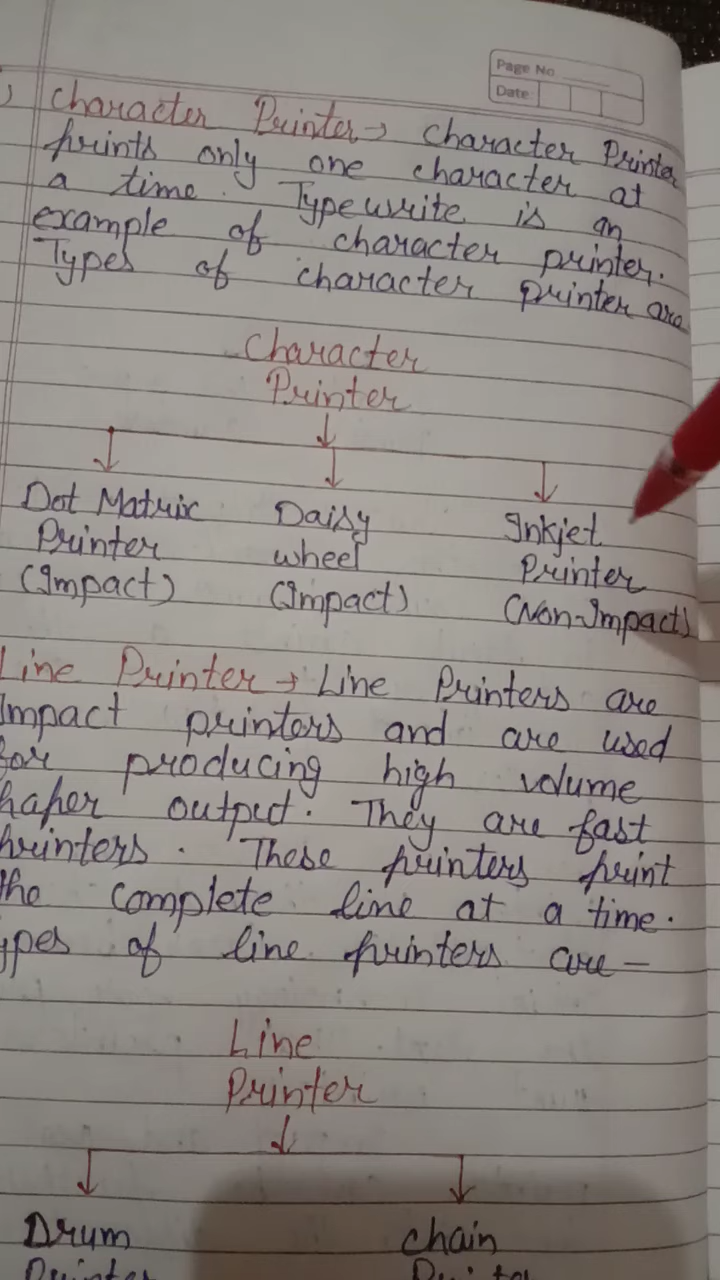 Page No.
Date
Character Printer → Character Printer
prints only one character at
a time. Typewrite is an
example of character printer.
Types of character printer are
Character
Printer
Dot Matrix Daisy Inkjet
Printer wheel Printer
(Impact) (Impact) (Non-Impact)
Line Printer → Line Printers are
Impact printers and are used
for producing high volume
paper output. They are fast
printers. These printers print
the complete line at a time.
ypes of line printers are -
Line
Printer
Drum chain
Printer Printer